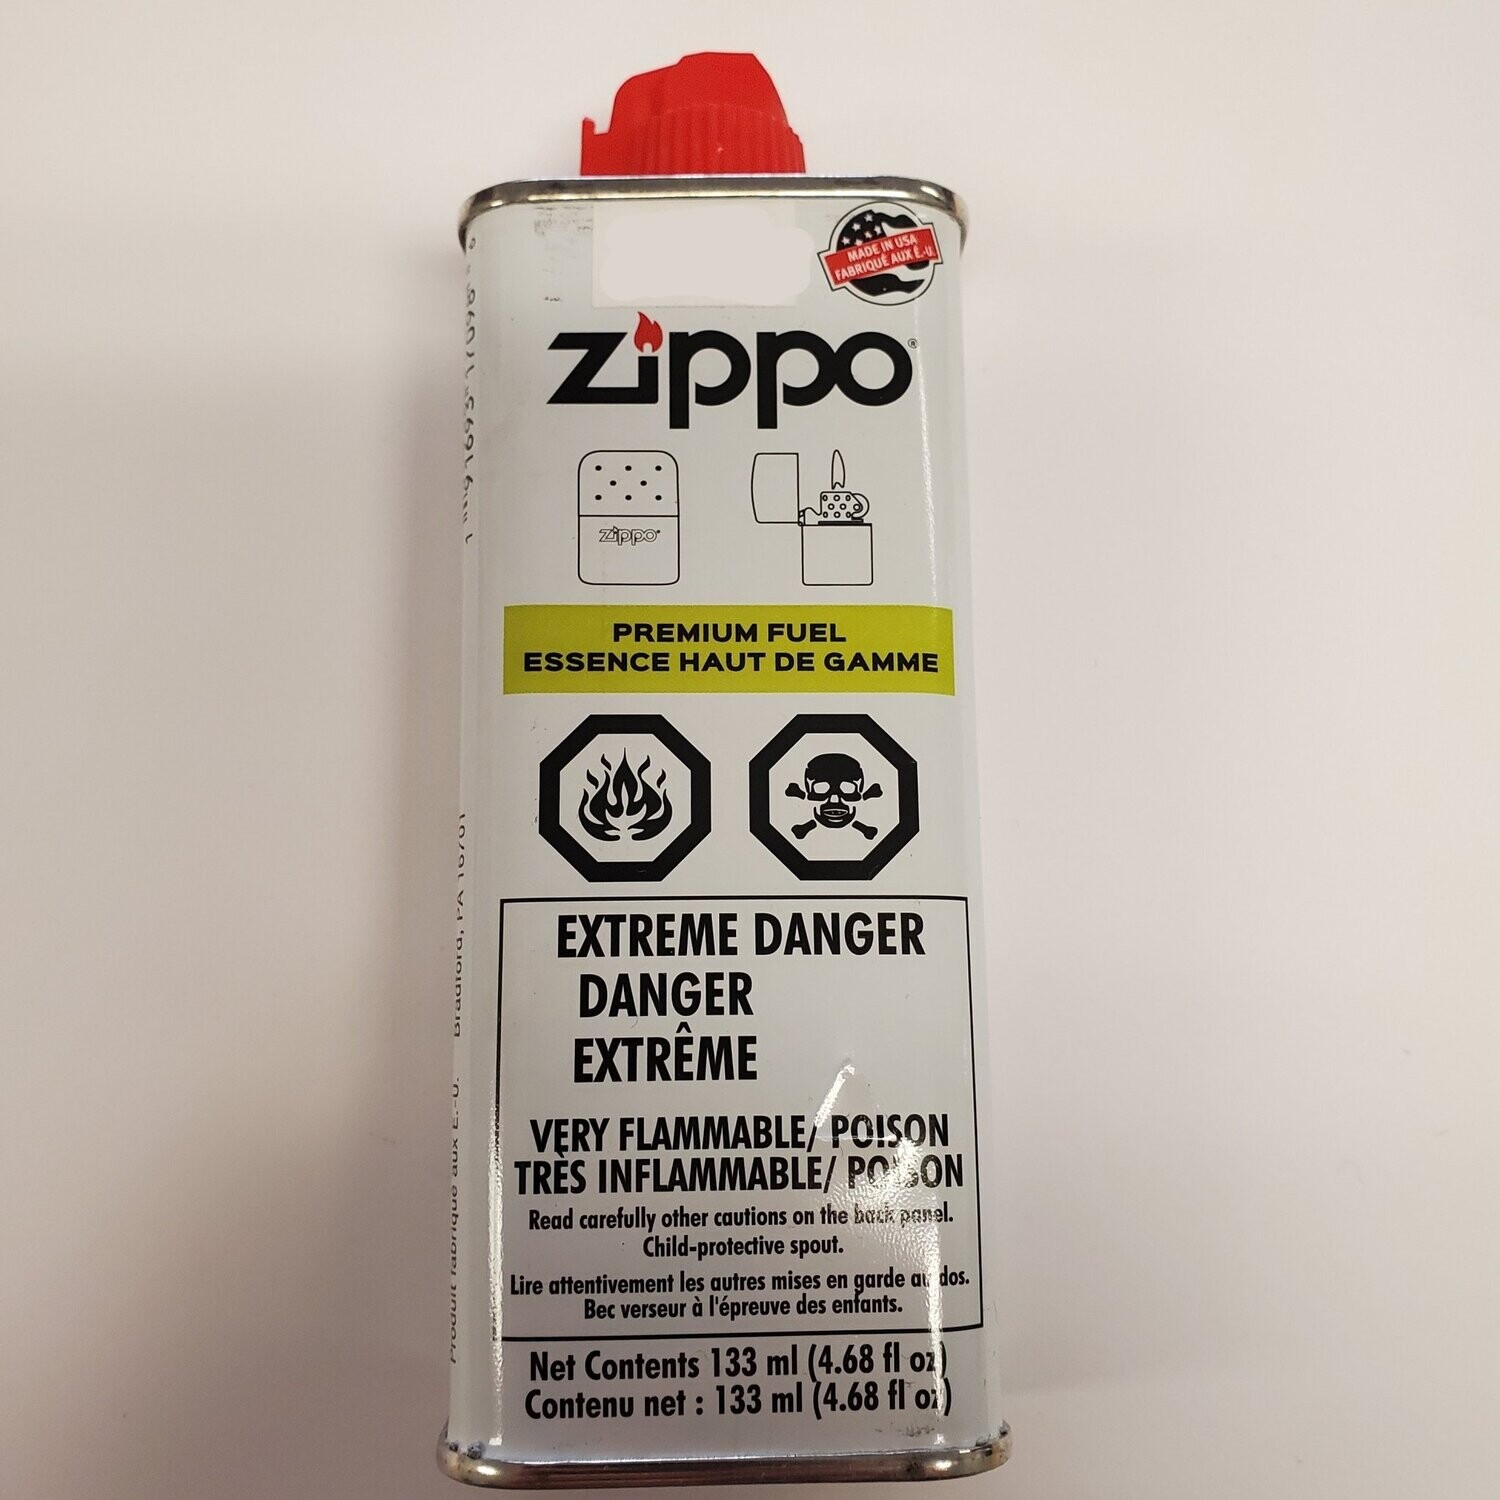 MADE IN USA
FABRIQUÉ AUX É.-U.
zippo®
zippo®
PREMIUM FUEL
ESSENCE HAUT DE GAMME
EXTREME DANGER
DANGER
EXTRÊME
VERY FLAMMABLE/ POISON
TRÈS INFLAMMABLE/ POISON
Read carefully other cautions on the back panel.
Child-protective spout.
Lire attentivement les autres mises en garde au dos.
Bec verseur à l'épreuve des enfants.
Net Contents 133 ml (4.68 fl oz)
Contenu net : 133 ml (4.68 fl oz)
Produit fabriqué aux É.-U.
Bradford, PA 16701